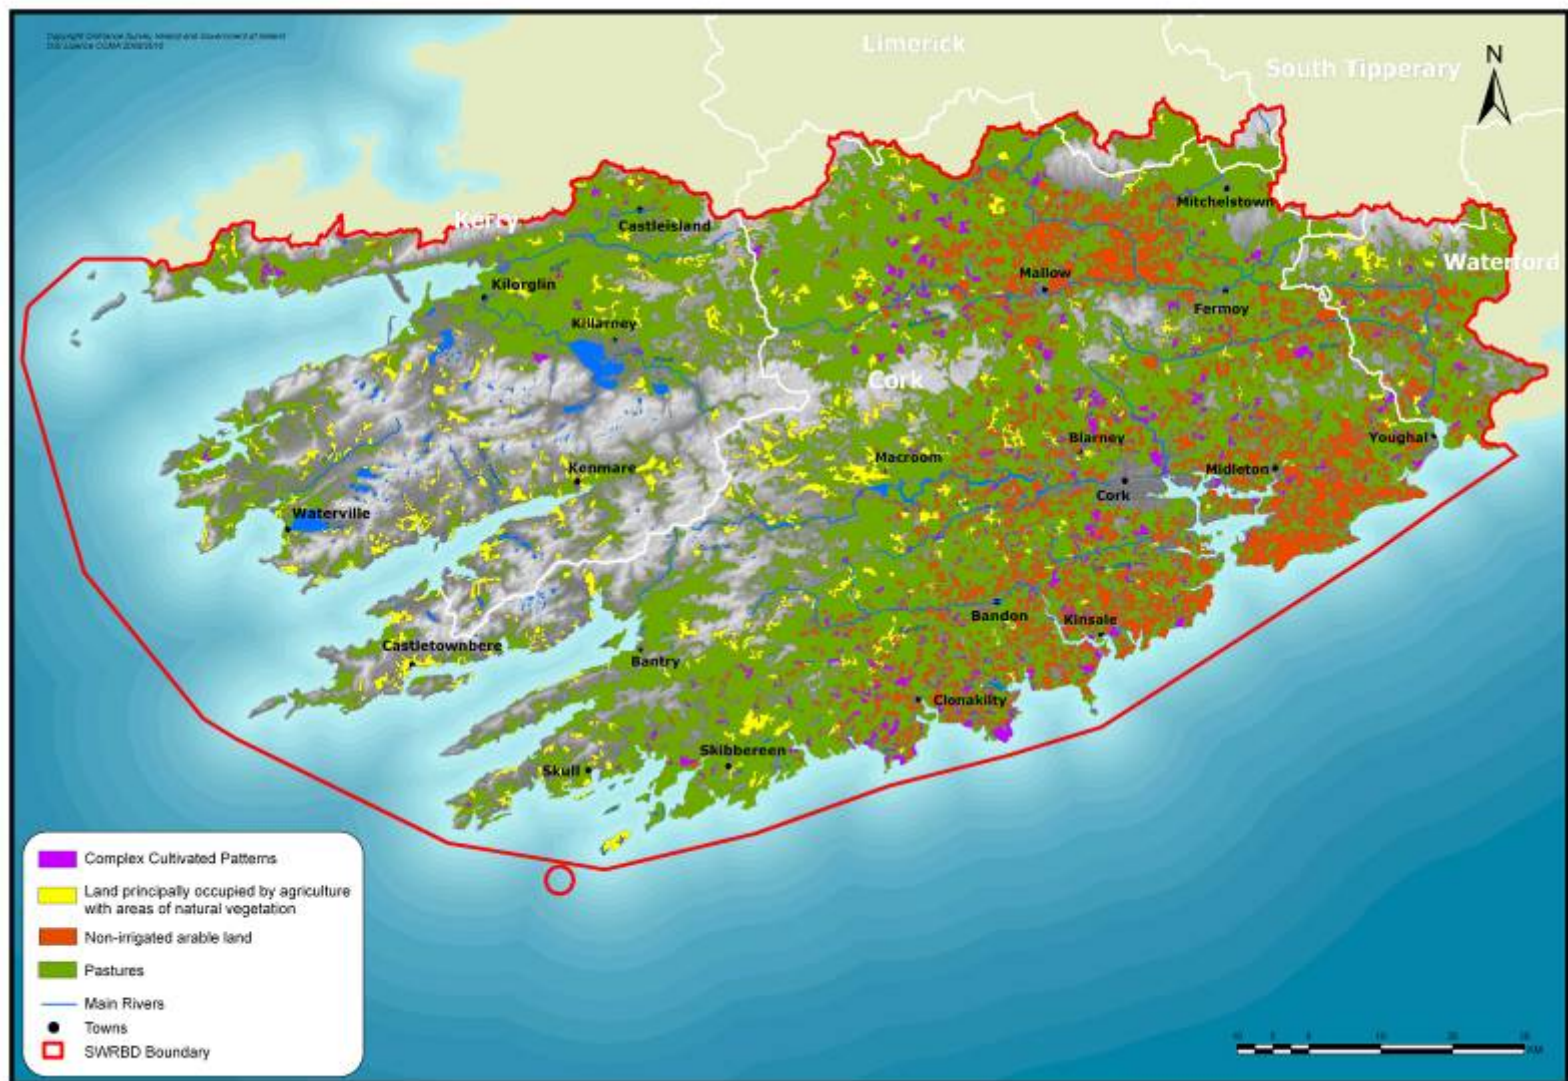 Limerick
South Tipperary
N
Mitchelstown
Kerry
Castleisland
Waterford
Kilorglin
Mallow
Fermoy
Killarney
Cork
Blarney
Youghal
Macroom
Midleton
Kenmare
Cork
Waterville
Bandon
Kinsale
Castletownbere
Bantry
Clonakilty
Skibbereen
Skull
Complex Cultivated Patterns
Land principally occupied by agriculture
with areas of natural vegetation
Non-irrigated arable land
Pastures
Main Rivers
Towns
SWRBD Boundary
KM